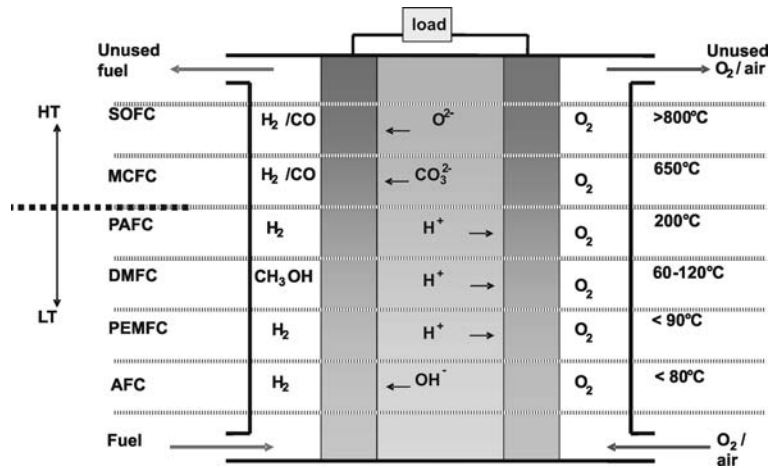 load
Unused fuel
Unused O₂ / air
HT
SOFC H₂ /CO O²⁻ O₂ >800°C
MCFC H₂ /CO CO₃²⁻ O₂ 650°C
PAFC H₂ H⁺ O₂ 200°C
DMFC CH₃OH H⁺ O₂ 60-120°C
LT
PEMFC H₂ H⁺ O₂ < 90°C
AFC H₂ OH⁻ O₂ < 80°C
Fuel
O₂ / air